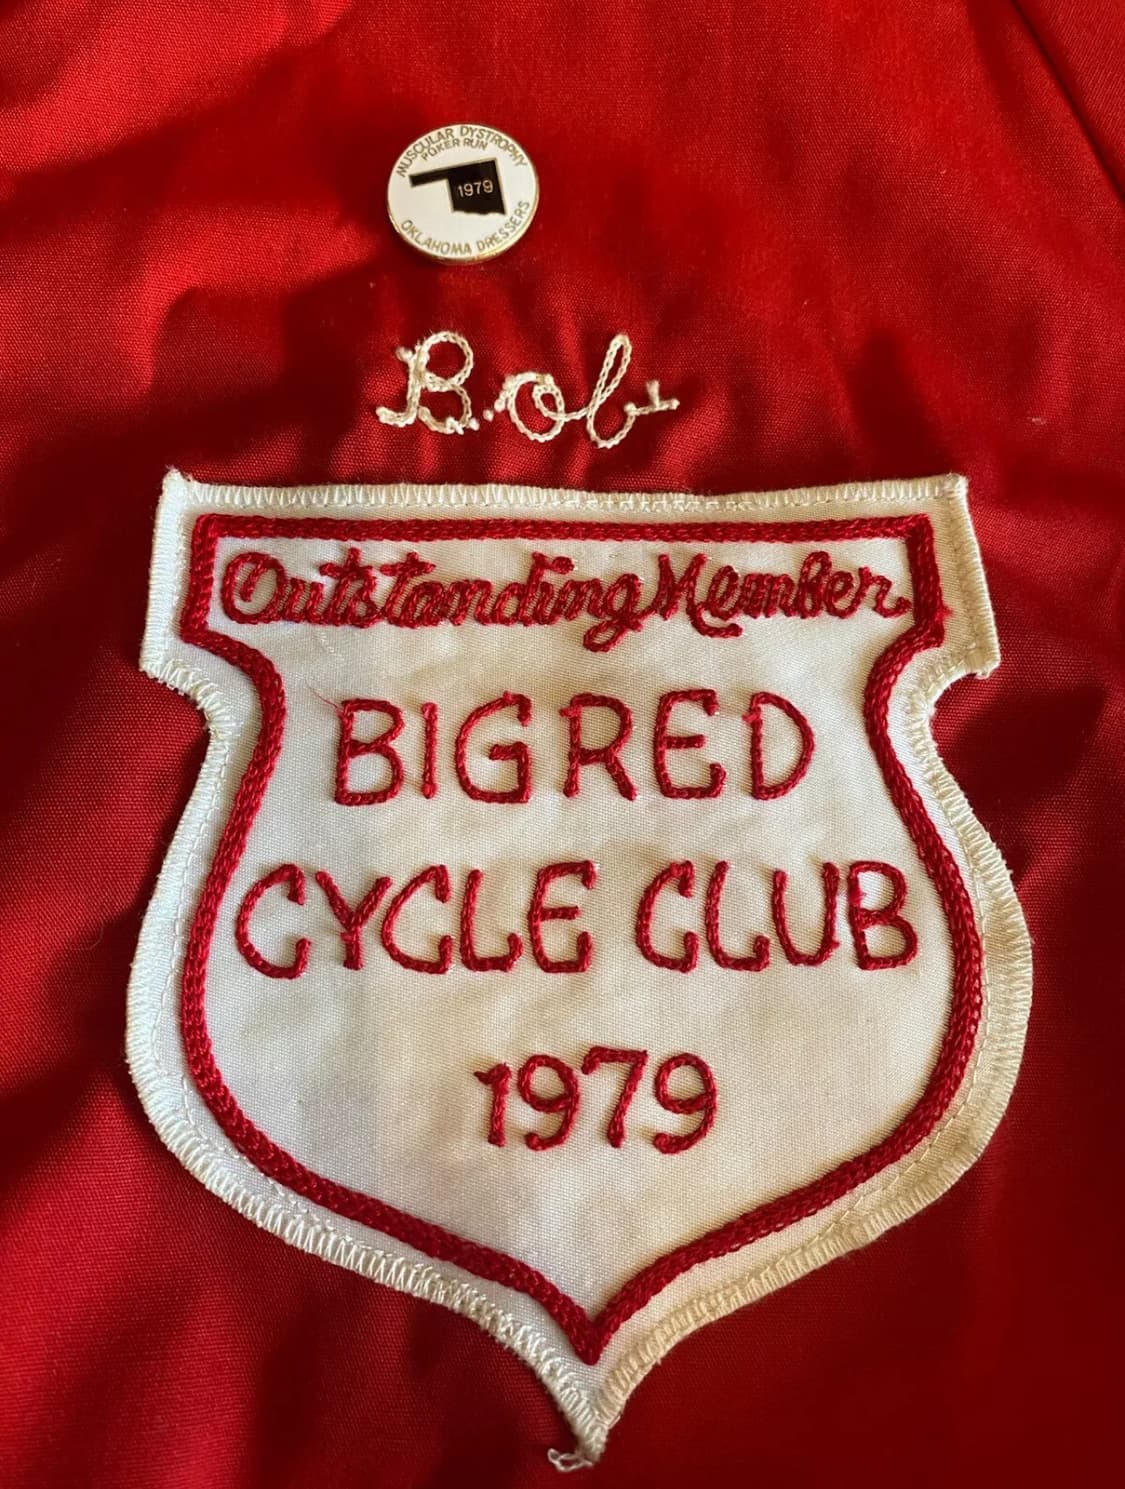 MUSCULAR DYSTROPHY
POKER RUN
1979
OKLAHOMA DRESSERS
Bob
Outstanding Member
BIG RED
CYCLE CLUB
1979